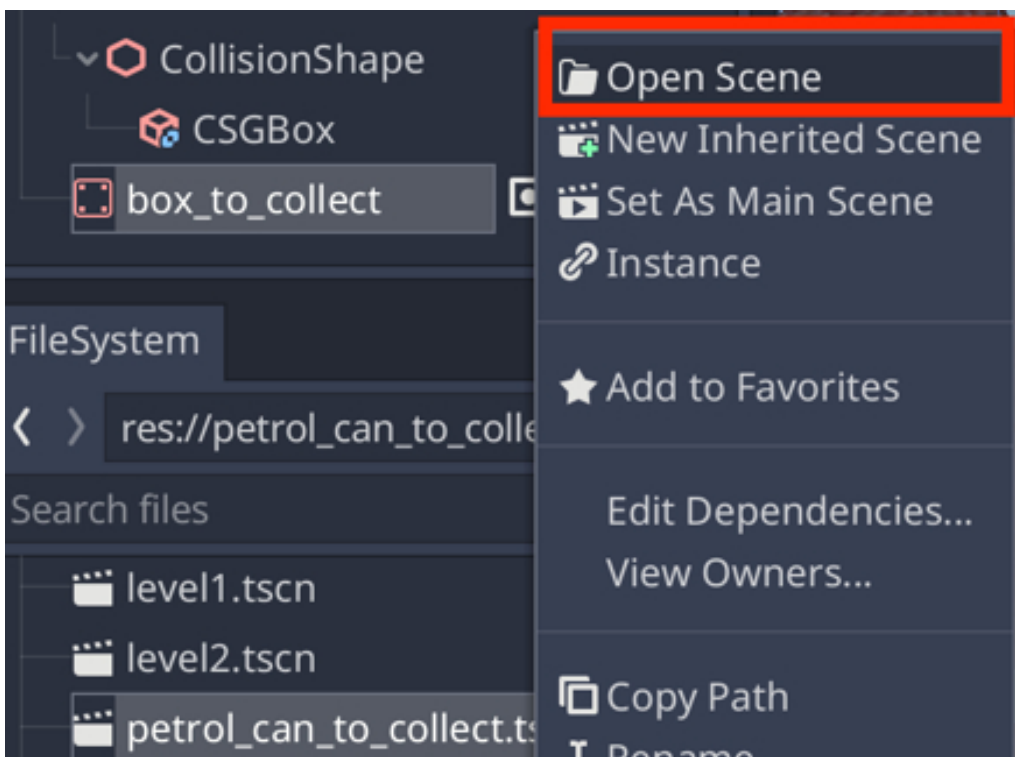 CollisionShape
CSGBox
box_to_collect
FileSystem
res://petrol_can_to_colle
Search files
level1.tscn
level2.tscn
petrol_can_to_collect.ts
Open Scene
New Inherited Scene
Set As Main Scene
Instance
Add to Favorites
Edit Dependencies...
View Owners...
Copy Path
Rename